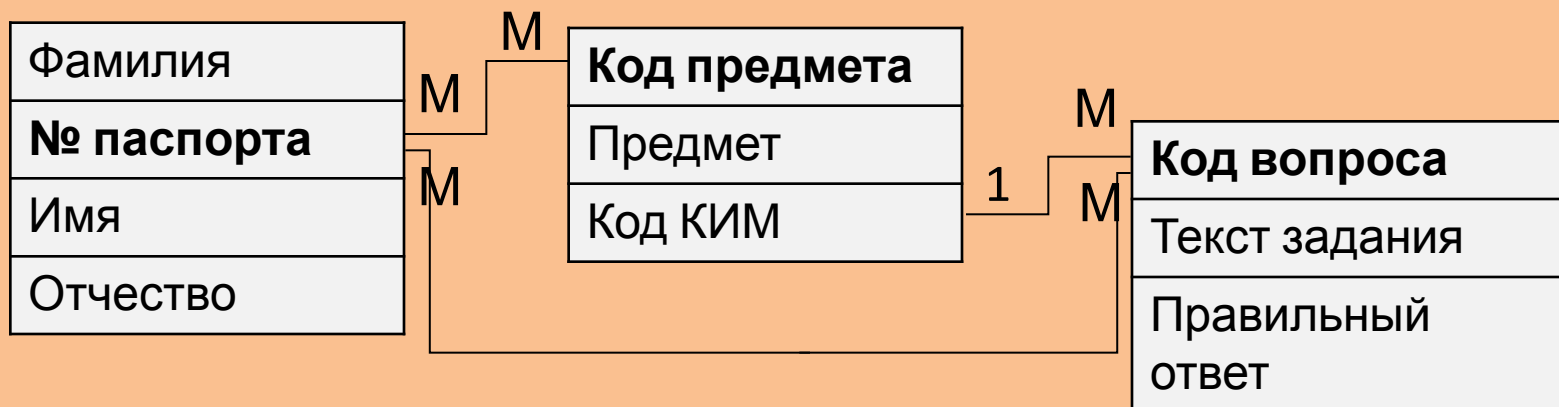 Фамилия
№ паспорта
Имя
Отчество
М
М
М
Код предмета
Предмет
Код КИМ
1
М
М
Код вопроса
Текст задания
Правильный
ответ